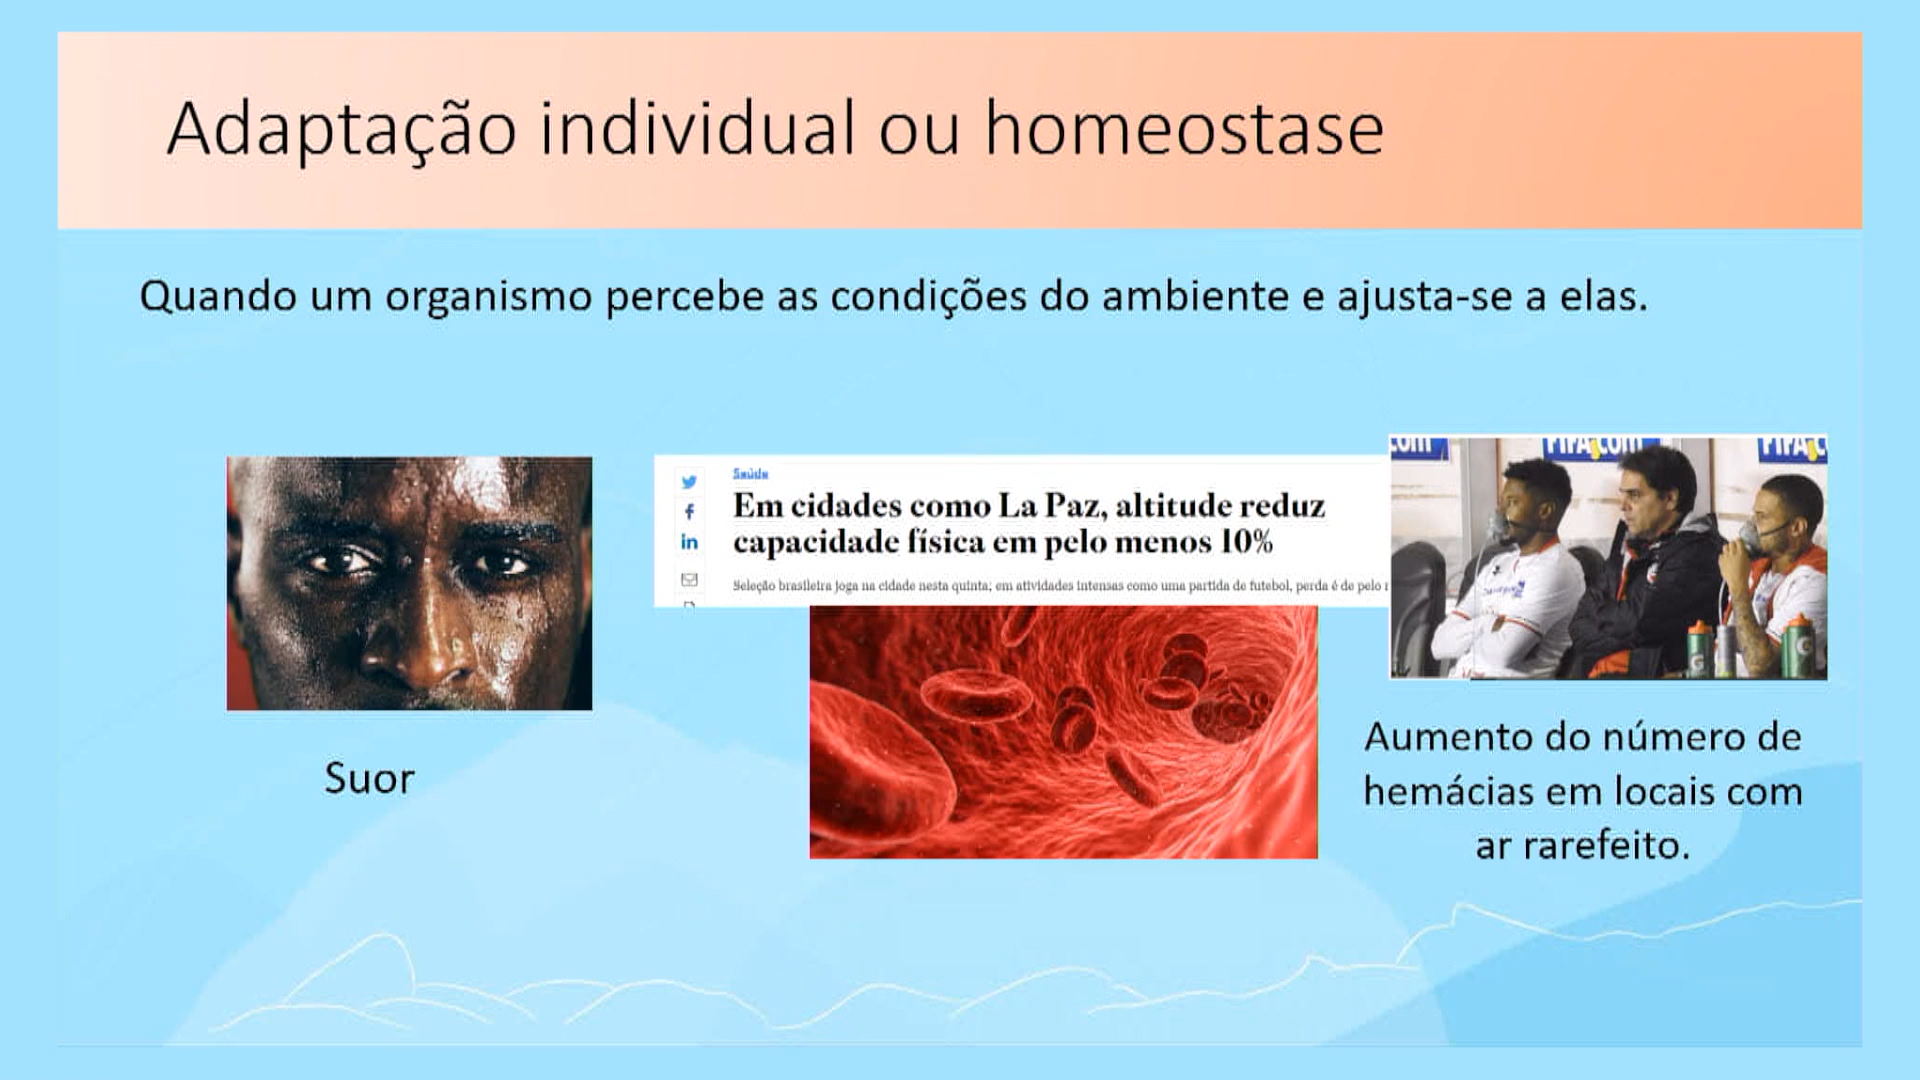 Adaptação individual ou homeostase
Quando um organismo percebe as condições do ambiente e ajusta-se a elas.
Saúde
Em cidades como La Paz, altitude reduz
capacidade física em pelo menos 10%
Seleção brasileira joga na cidade nesta quinta; em atividades intensas como uma partida de futebol, perda é de pelo
FIFA.com
Suor
Aumento do número de
hemácias em locais com
ar rarefeito.